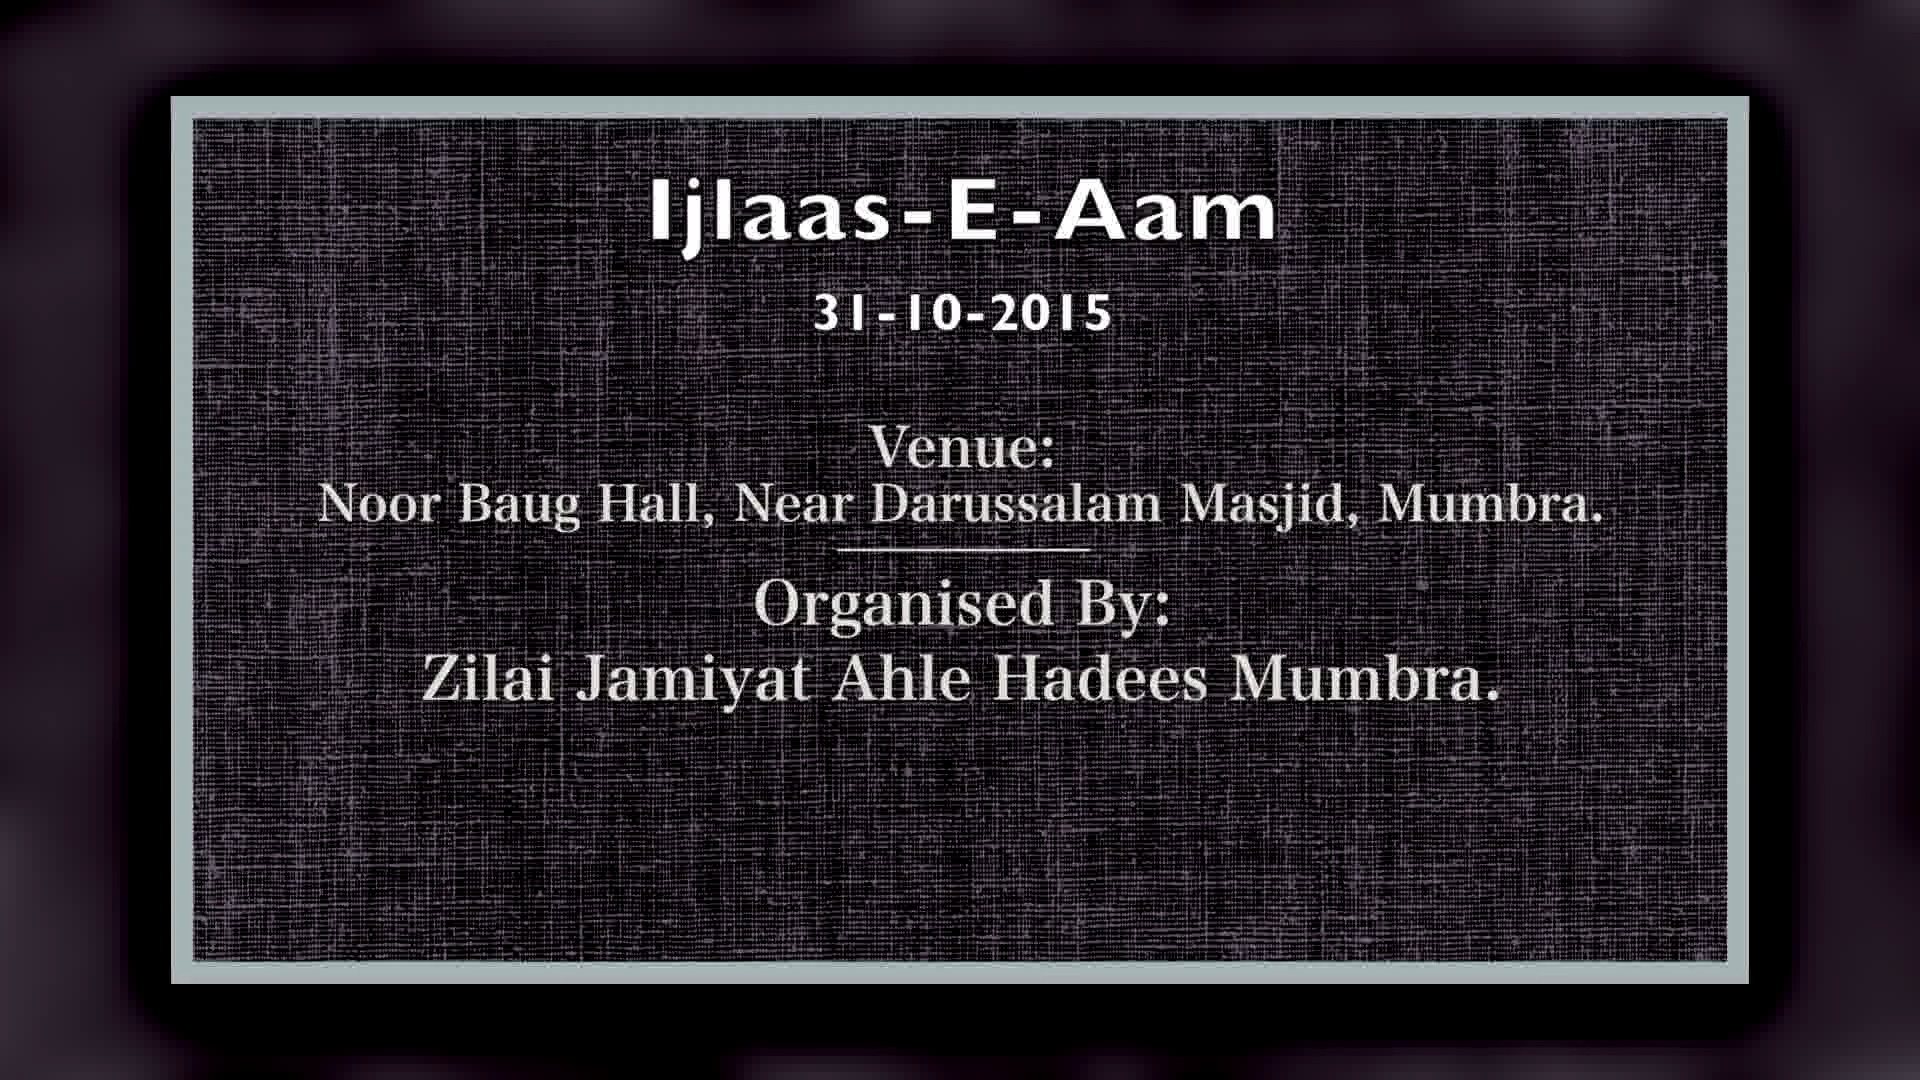 Ijlaas-E-Aam
31-10-2015
Venue:
Noor Baug Hall, Near Darussalam Masjid, Mumbra.
Organised By:
Zilai Jamiyat Ahle Hadees Mumbra.